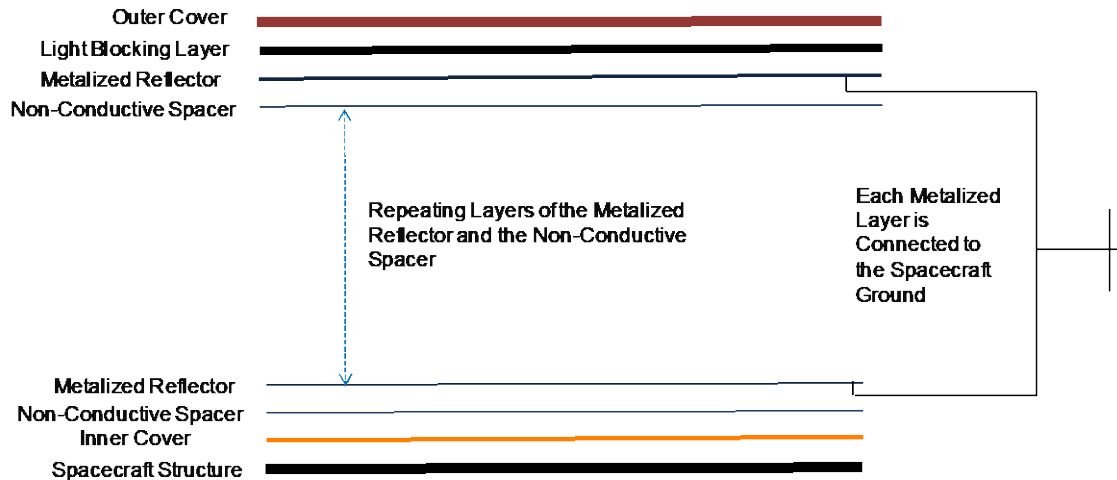 Outer Cover
Light Blocking Layer
Metalized Reflector
Non-Conductive Spacer
Repeating Layers of the Metalized
Reflector and the Non-Conductive
Spacer
Each Metalized
Layer is
Connected to
the Spacecraft
Ground
Metalized Reflector
Non-Conductive Spacer
Inner Cover
Spacecraft Structure